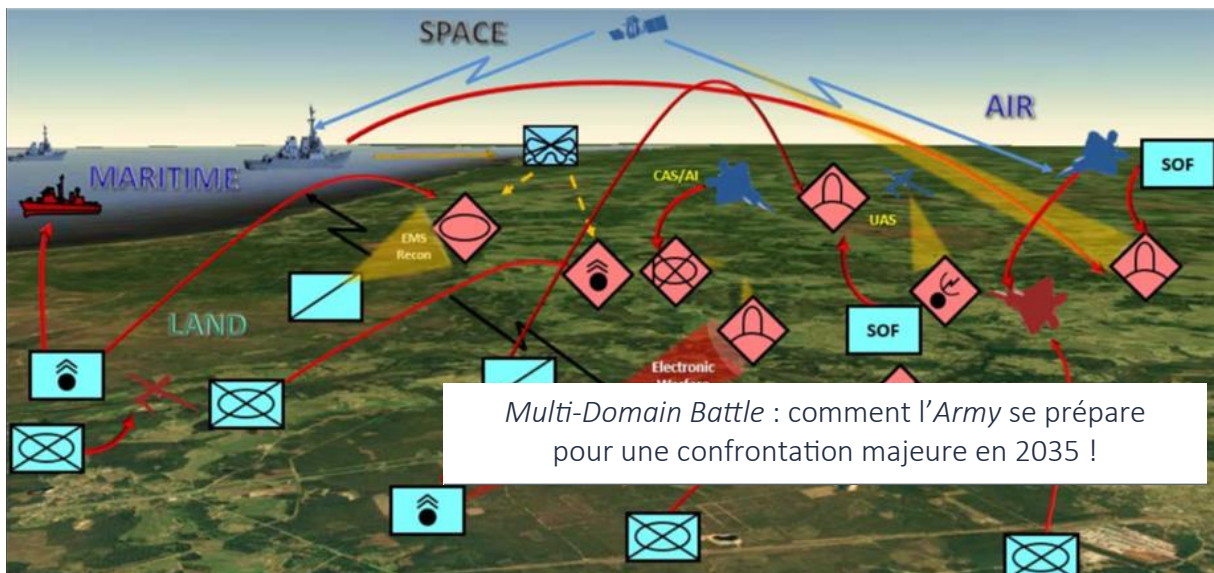 SPACE
AIR
MARITIME
SOF
CAS/AI
UAS
EMS
Recon
LAND
SOF
Electronic
Multi-Domain Battle : comment l’Army se prépare
pour une confrontation majeure en 2035 !